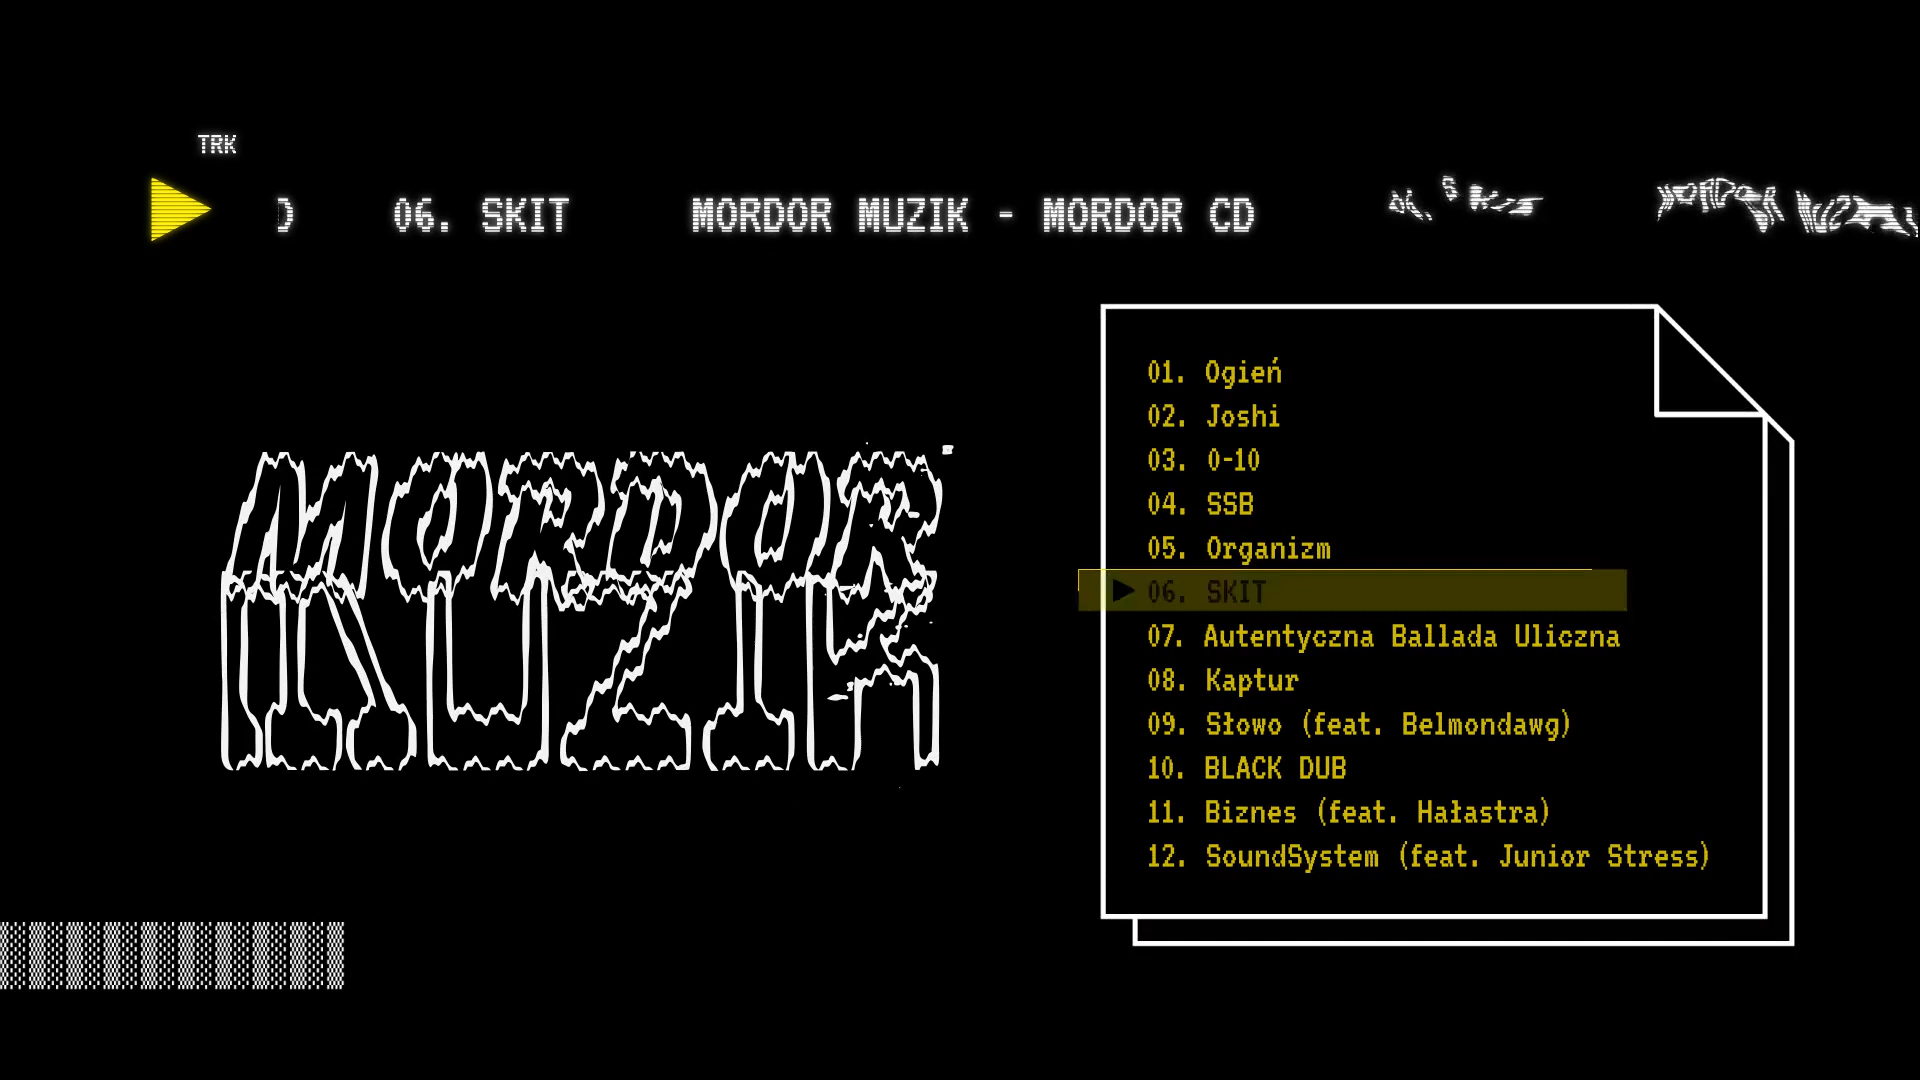 TRK
06. SKIT MORDOR MUZIK - MORDOR CD
MORDOR
MUZIK
01. Ogień
02. Joshi
03. 0-10
04. SSB
05. Organizm
06. SKIT
07. Autentyczna Ballada Uliczna
08. Kaptur
09. Słowo (feat. Belmondawg)
10. BLACK DUB
11. Biznes (feat. Hałastra)
12. SoundSystem (feat. Junior Stress)